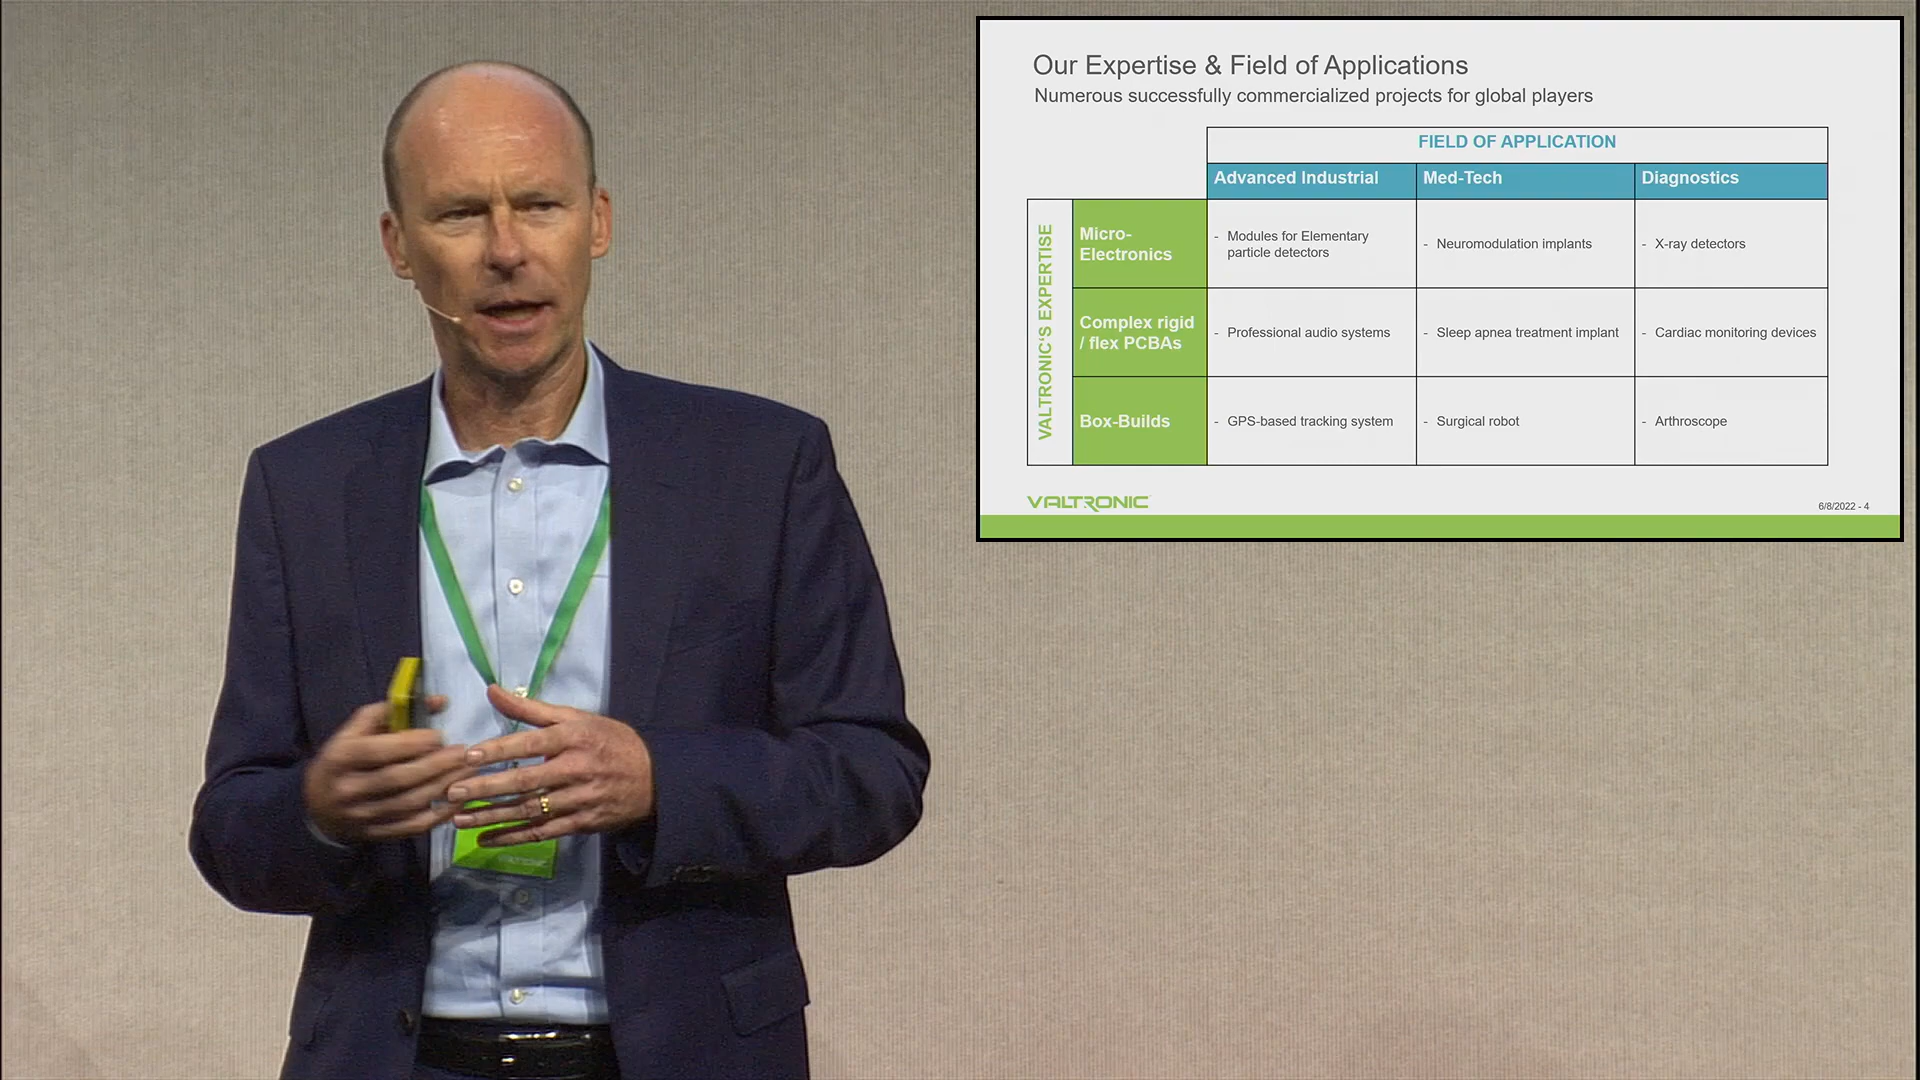 Our Expertise & Field of Applications
Numerous successfully commercialized projects for global players
FIELD OF APPLICATION
Advanced Industrial
Med-Tech
Diagnostics
VALTRONIC'S EXPERTISE
Micro-
Electronics
- Modules for Elementary
particle detectors
- Neuromodulation implants
- X-ray detectors
Complex rigid
/ flex PCBAs
- Professional audio systems
- Sleep apnea treatment implant
- Cardiac monitoring devices
Box-Builds
- GPS-based tracking system
- Surgical robot
- Arthroscope
VALTRONIC
6/8/2022 - 4
VALTRONIC